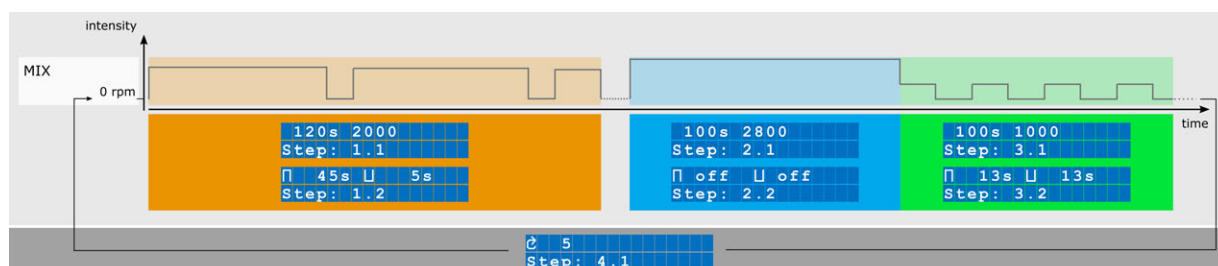 intensity
MIX
0 rpm
time
120s 2000
Step: 1.1
⊓ 45s ⊔ 5s
Step: 1.2
100s 2800
Step: 2.1
⊓ off ⊔ off
Step: 2.2
100s 1000
Step: 3.1
⊓ 13s ⊔ 13s
Step: 3.2
↻ 5
Step: 4.1